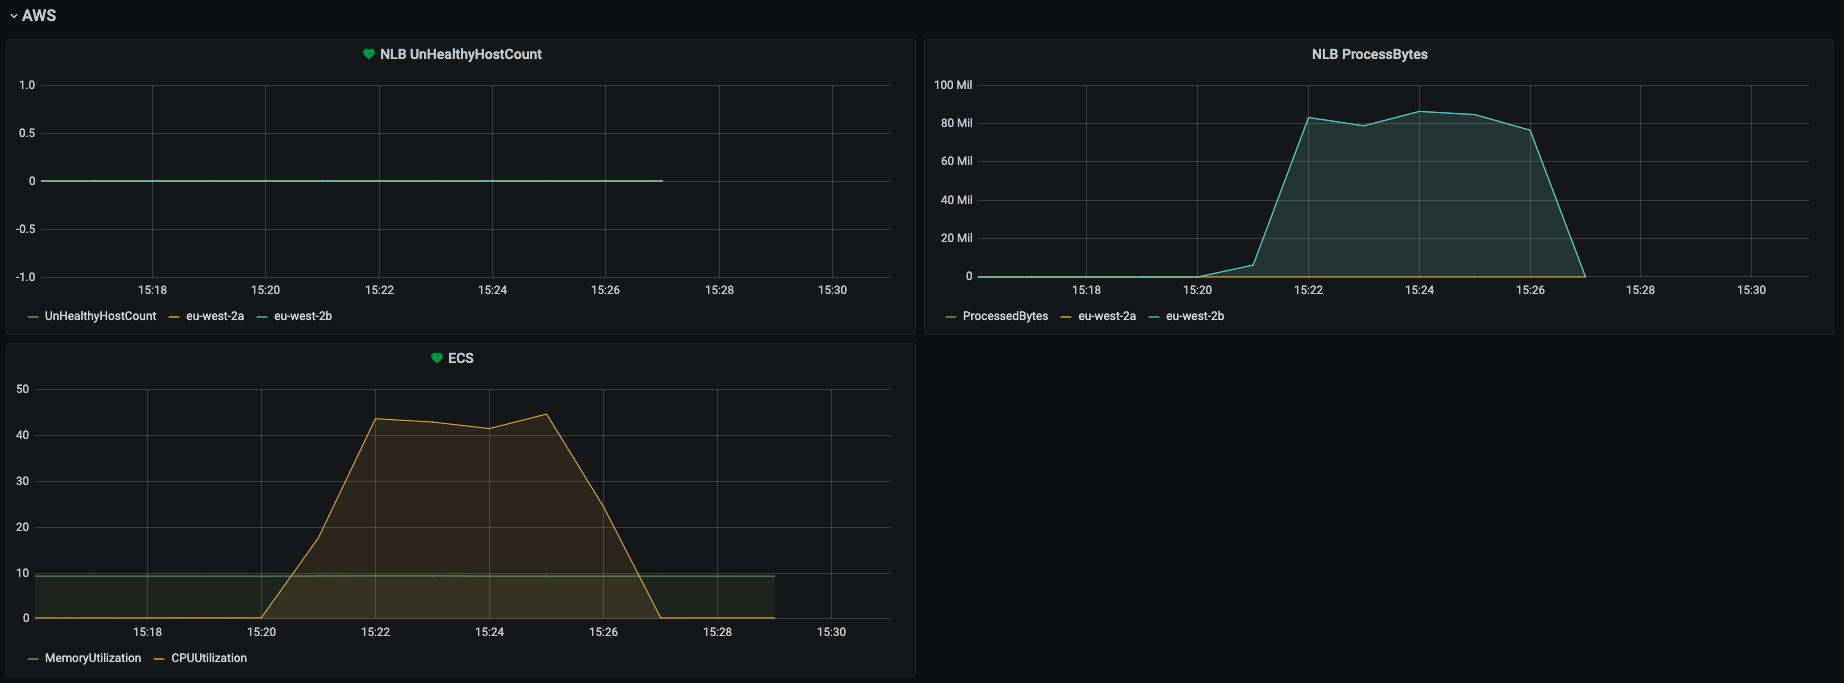 AWS
NLB UnHealthyHostCount
1.0
0.5
0
-0.5
-1.0
15:18 15:20 15:22 15:24 15:26 15:28 15:30
UnHealthyHostCount eu-west-2a eu-west-2b
NLB ProcessBytes
100 Mil
80 Mil
60 Mil
40 Mil
20 Mil
0
15:18 15:20 15:22 15:24 15:26 15:28 15:30
ProcessedBytes eu-west-2a eu-west-2b
ECS
50
40
30
20
10
0
15:18 15:20 15:22 15:24 15:26 15:28 15:30
MemoryUtilization CPUUtilization